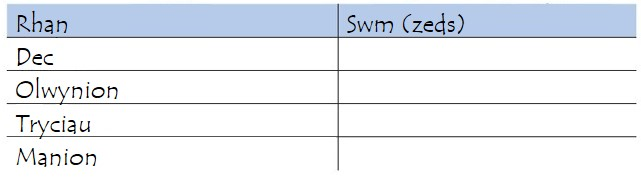 Rhan Swm (zeds)
Dec
Olwynion
Tryciau
Manion